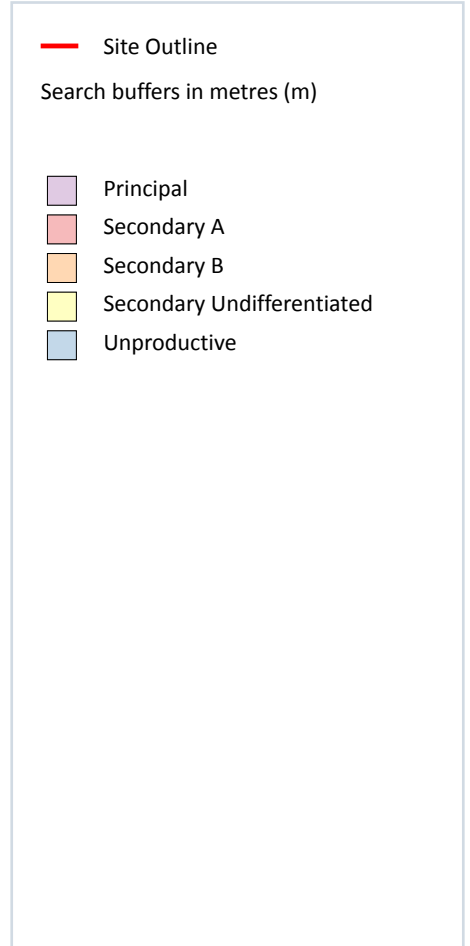 Site Outline
Search buffers in metres (m)
Principal
Secondary A
Secondary B
Secondary Undifferentiated
Unproductive